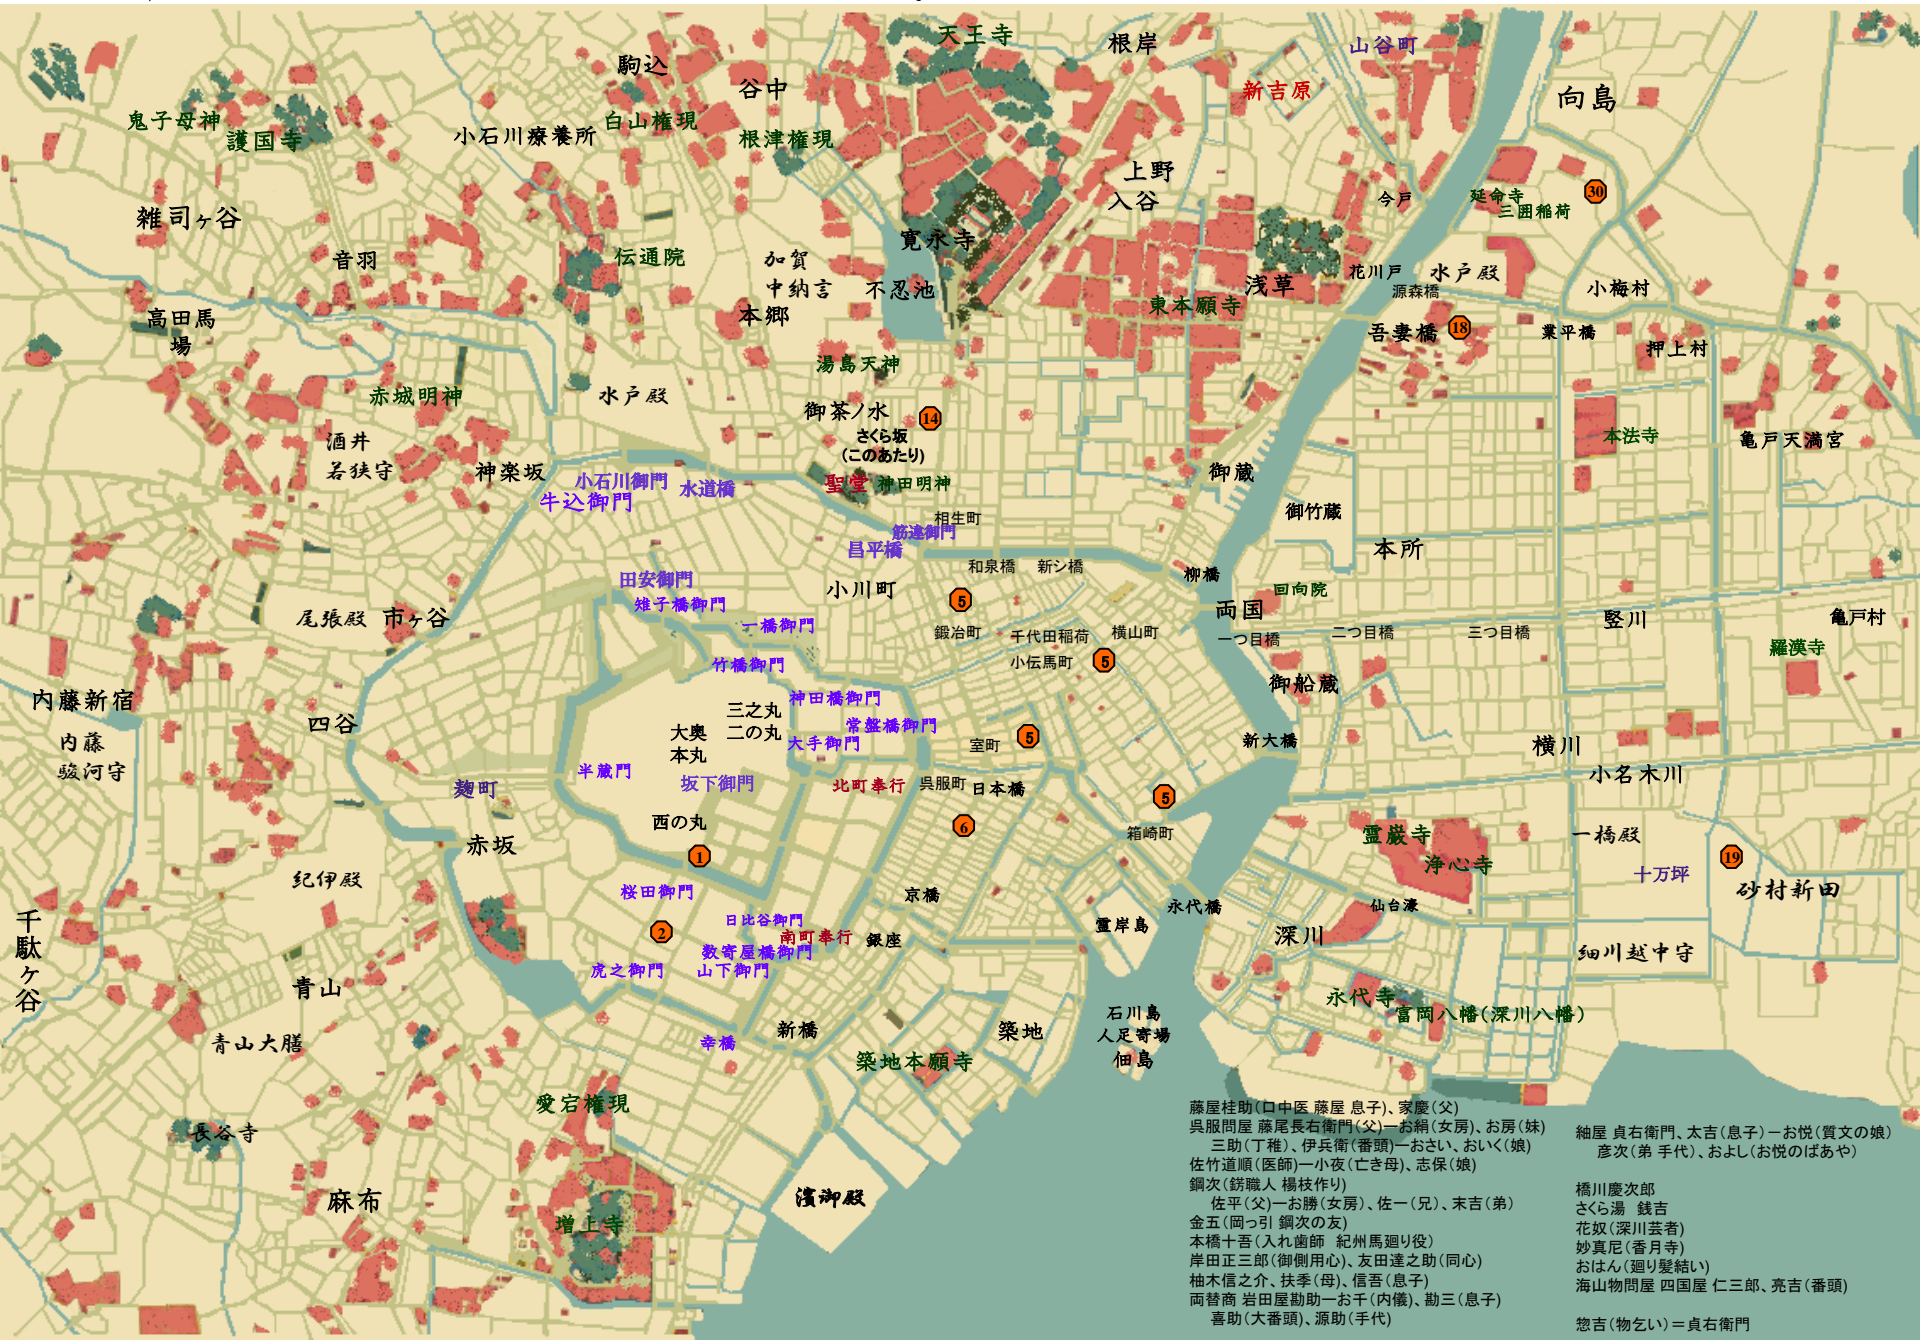 天王寺
根岸
山谷町
駒込
谷中
新吉原
向島
鬼子母神
護国寺
小石川療養所
白山権現
根津権現
上野
入谷
今戸
延命寺
三囲稲荷
30
雑司ヶ谷
音羽
伝通院
加賀
中納言
本郷
寛永寺
不忍池
浅草
東本願寺
花川戸
水戸殿
源森橋
小梅村
高田馬
場
吾妻橋
18
業平橋
押上村
赤城明神
水戸殿
湯島天神
御茶ノ水
14
さくら坂
(このあたり)
酒井
若狭守
神楽坂
小石川御門
牛込御門
水道橋
聖堂
神田明神
御蔵
本法寺
亀戸天満宮
相生町
筋違御門
昌平橋
御竹蔵
本所
和泉橋
新シ橋
柳橋
田安御門
雉子橋御門
一橋御門
小川町
5
両国
回向院
尾張殿
市ヶ谷
鍛冶町
千代田稲荷
横山町
小伝馬町
5
一つ目橋
二つ目橋
三つ目橋
竪川
亀戸村
羅漢寺
竹橋御門
御船蔵
内藤新宿
四谷
神田橋御門
三之丸
二の丸
大奥
本丸
常盤橋御門
大手御門
室町
5
新大橋
横川
内藤
駿河守
半蔵門
麹町
坂下御門
北町奉行
呉服町
日本橋
小名木川
5
西の丸
6
箱崎町
赤坂
1
霊巌寺
浄心寺
一橋殿
十万坪
19
砂村新田
紀伊殿
桜田御門
京橋
永代橋
仙台濠
千駄ヶ谷
2
日比谷御門
南町奉行
銀座
霊岸島
深川
細川越中守
数寄屋橋御門
虎之御門
山下御門
青山
永代寺
富岡八幡(深川八幡)
石川島
人足寄場
佃島
青山大膳
幸橋
新橋
築地
築地本願寺
愛宕権現
長谷寺
麻布
増上寺
濱御殿
藤屋桂助(口中医 藤屋 息子)、家慶(父)
呉服問屋 藤尾長右衛門(父)ーお絹(女房)、お房(妹)
三助(丁稚)、伊兵衛(番頭)ーおさい、おいく(娘)
佐竹道順(医師)ー小夜(亡き母)、志保(娘)
鋼次(錺職人 楊枝作り)
佐平(父)ーお勝(女房)、佐一(兄)、末吉(弟)
金五(岡っ引 鋼次の友)
本橋十吾(入れ歯師　紀州馬廻り役)
岸田正三郎(御側用心)、友田達之助(同心)
柚木信之介、扶季(母)、信吾(息子)
両替商 岩田屋勘助ーお千(内儀)、勘三(息子)
喜助(大番頭)、源助(手代)
紬屋 貞右衛門、太吉(息子)ーお悦(質文の娘)
彦次(弟 手代)、およし(お悦のばあや)
橋川慶次郎
さくら湯　銭吉
花奴(深川芸者)
妙真尼(香月寺)
おはん(廻り髪結い)
海山物問屋 四国屋 仁三郎、亮吉(番頭)
惣吉(物乞い)＝貞右衛門